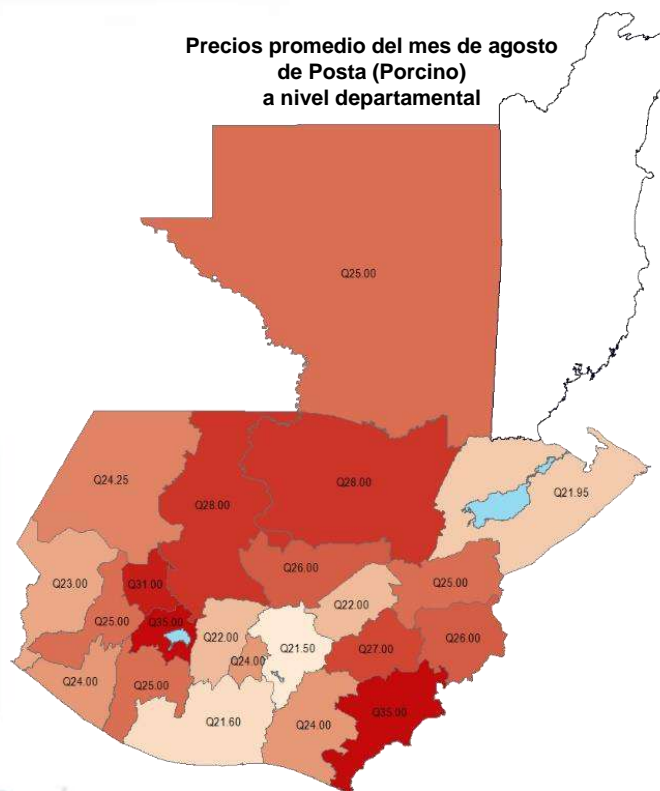 Precios promedio del mes de agosto
de Posta (Porcino)
a nivel departamental
Q25.00
Q24.25
Q28.00
Q28.00
Q21.95
Q23.00
Q31.00
Q26.00
Q25.00
Q25.00
Q35.00
Q22.00
Q22.00
Q26.00
Q24.00
Q21.50
Q27.00
Q24.00
Q25.00
Q21.60
Q24.00
Q35.00